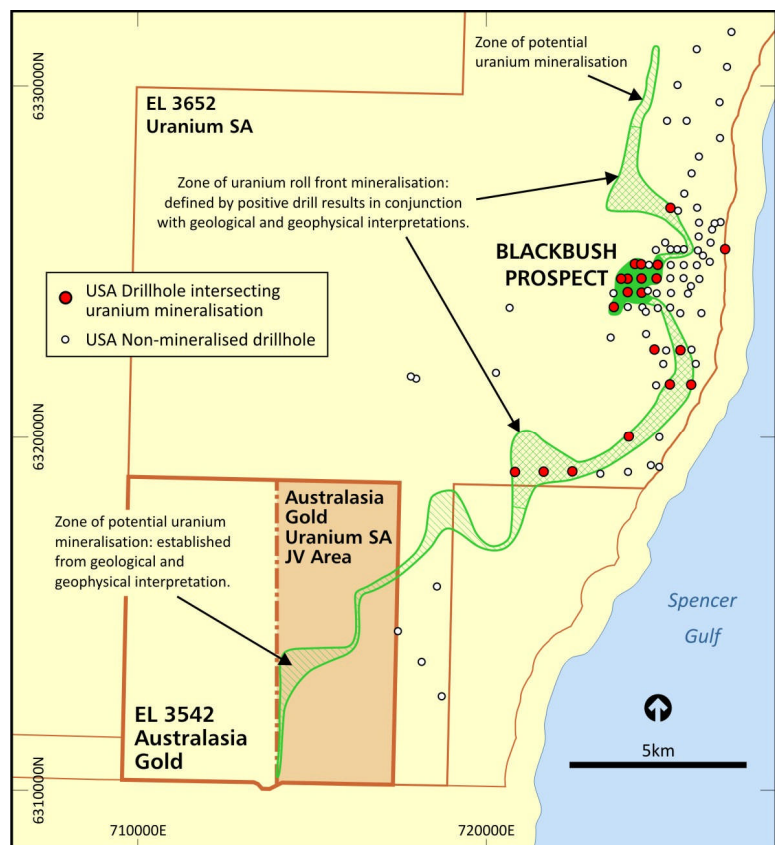 Zone of potential
uranium mineralisation
6330000N
EL 3652
Uranium SA
Zone of uranium roll front mineralisation:
defined by positive drill results in conjunction
with geological and geophysical interpretations.
BLACKBUSH
PROSPECT
USA Drillhole intersecting
uranium mineralisation
USA Non-mineralised drillhole
6320000N
Australasia
Gold
Uranium SA
JV Area
Zone of potential uranium
mineralisation: established
from geological and
geophysical interpretation.
Spencer
Gulf
EL 3542
Australasia
Gold
5km
6310000N
710000E
720000E